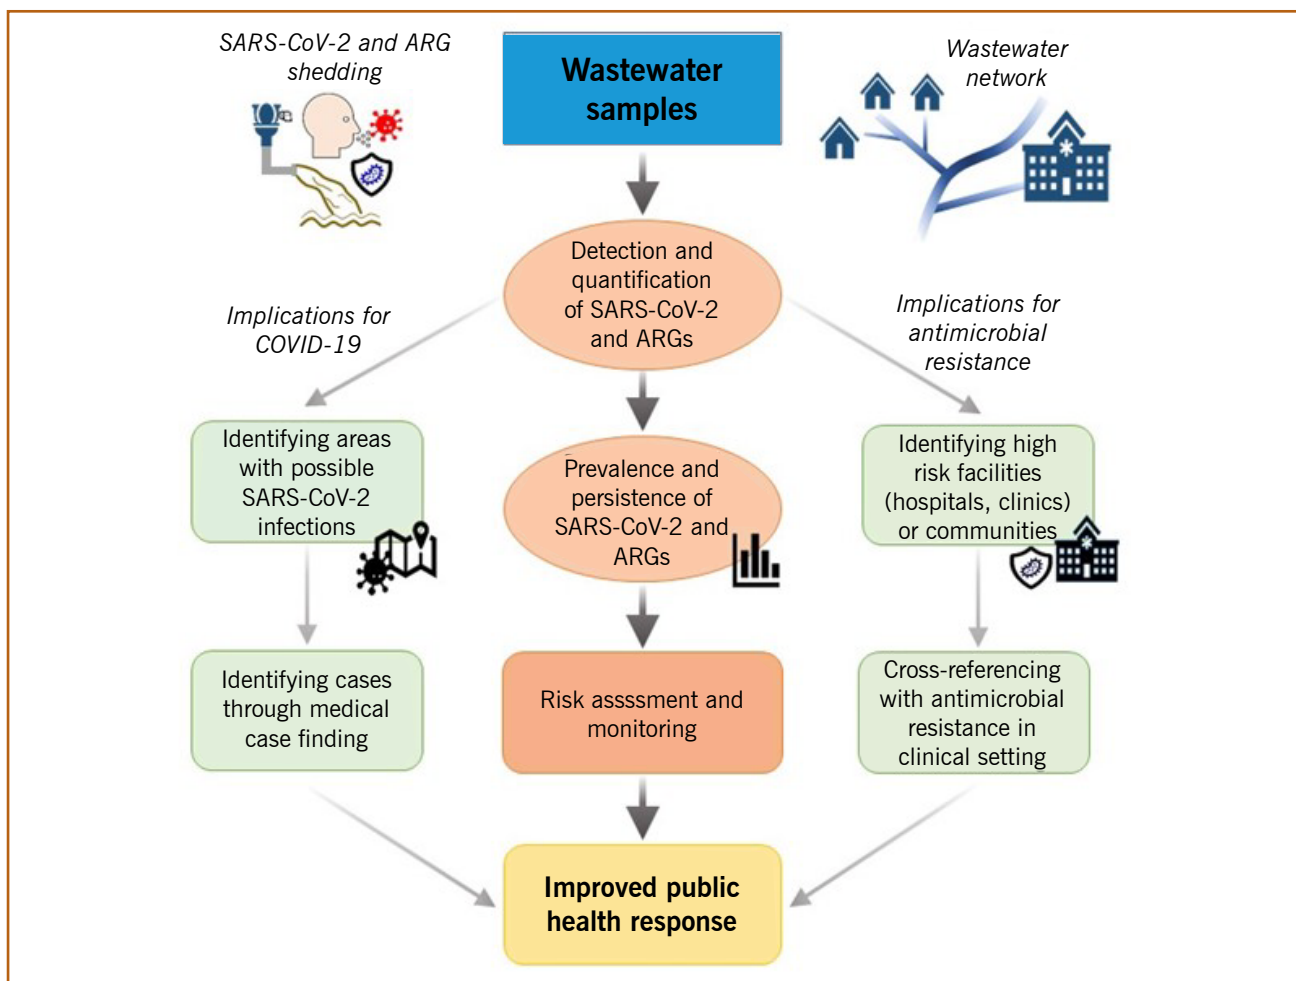 SARS-CoV-2 and ARG
shedding
Wastewater
samples
Wastewater
network
Detection and
quantification
of SARS-CoV-2
and ARGs
Implications for
COVID-19
Implications for
antimicrobial
resistance
Identifying areas
with possible
SARS-CoV-2
infections
Prevalence and
persistence of
SARS-CoV-2 and
ARGs
Identifying high
risk facilities
(hospitals, clinics)
or communities
Identifying cases
through medical
case finding
Risk assssment and
monitoring
Cross-referencing
with antimicrobial
resistance in
clinical setting
Improved public
health response